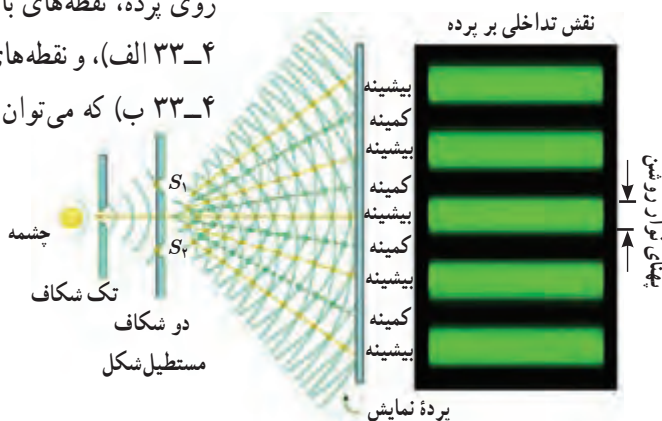 روی پرده، نقطه‌های با
۴ــ۳۳ الف)، و نقطه‌های
۴ــ۳۳ ب) که می‌توان
نقش تداخلی بر پرده
بیشینه
کمینه
بیشینه
کمینه
بیشینه
کمینه
بیشینه
کمینه
بیشینه
پهنای نوار روشن
S۱
S۲
چشمه
تک شکاف
دو شکاف
مستطیل‌شکل
پردۀ نمایش